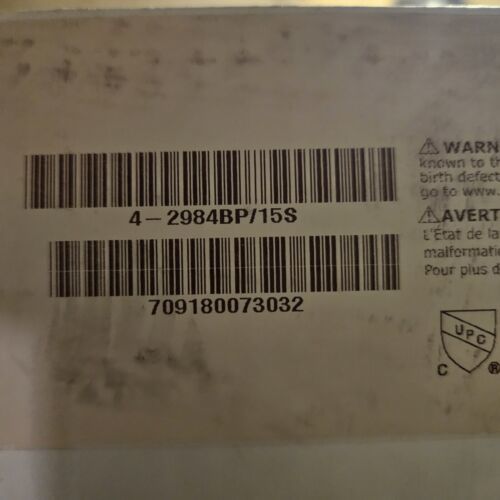 4-2984BP/15S
709180073032
⚠ WARN
known to th
birth defect
go to www.
⚠AVERT
L'État de la
malformatio
Pour plus d
UPC
C ®